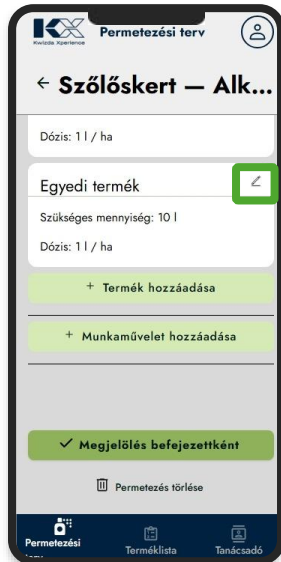 KX
Kwizda Xperience
Permetezési terv
← Szőlőskert — Alk...
Dózis: 1 l / ha
Egyedi termék
Szükséges mennyiség: 10 l
Dózis: 1 l / ha
+ Termék hozzáadása
+ Munkaművelet hozzáadása
✓ Megjelölés befejezettként
Permetezés törlése
Permetezési
Terméklista
Tanácsadó